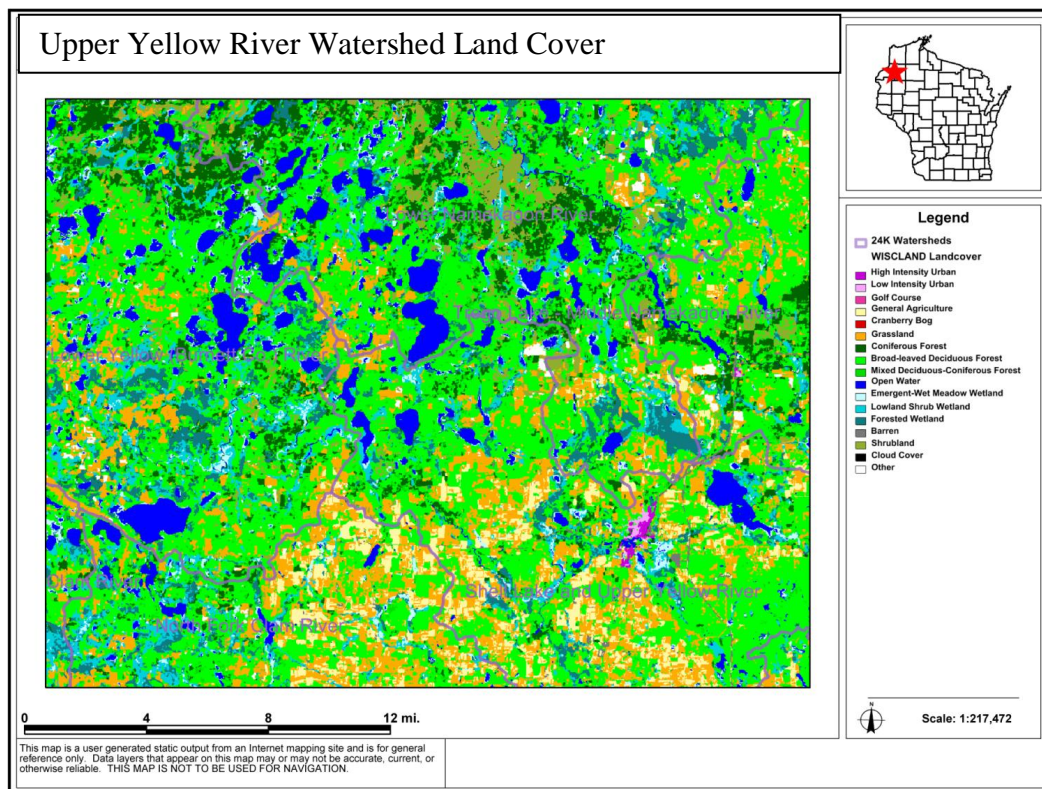 Upper Yellow River Watershed Land Cover
Lower Namekagon River
Namekagon River
Lower Yellow
River
Clam River
Shell Lake and Upper Yellow River
North Fork Clam River
Legend
24K Watersheds
WISCLAND Landcover
High Intensity Urban
Low Intensity Urban
Golf Course
General Agriculture
Cranberry Bog
Grassland
Coniferous Forest
Broad-leaved Deciduous Forest
Mixed Deciduous-Coniferous Forest
Open Water
Emergent-Wet Meadow Wetland
Lowland Shrub Wetland
Forested Wetland
Barren
Shrubland
Cloud Cover
Other
N
Scale: 1:217,472
0 4 8 12 mi.
This map is a user generated static output from an Internet mapping site and is for general
reference only. Data layers that appear on this map may or may not be accurate, current, or
otherwise reliable. THIS MAP IS NOT TO BE USED FOR NAVIGATION.